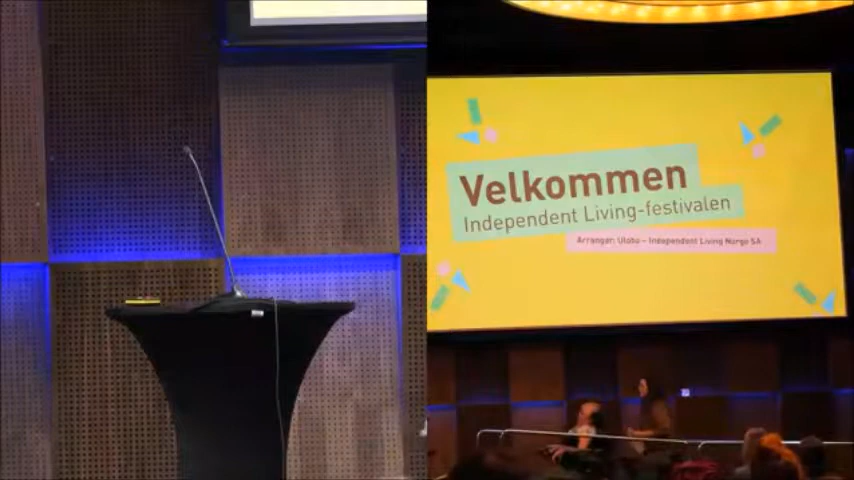 Velkommen
Independent Living-festivalen
Arrangør: Uloba – Independent Living Norge SA